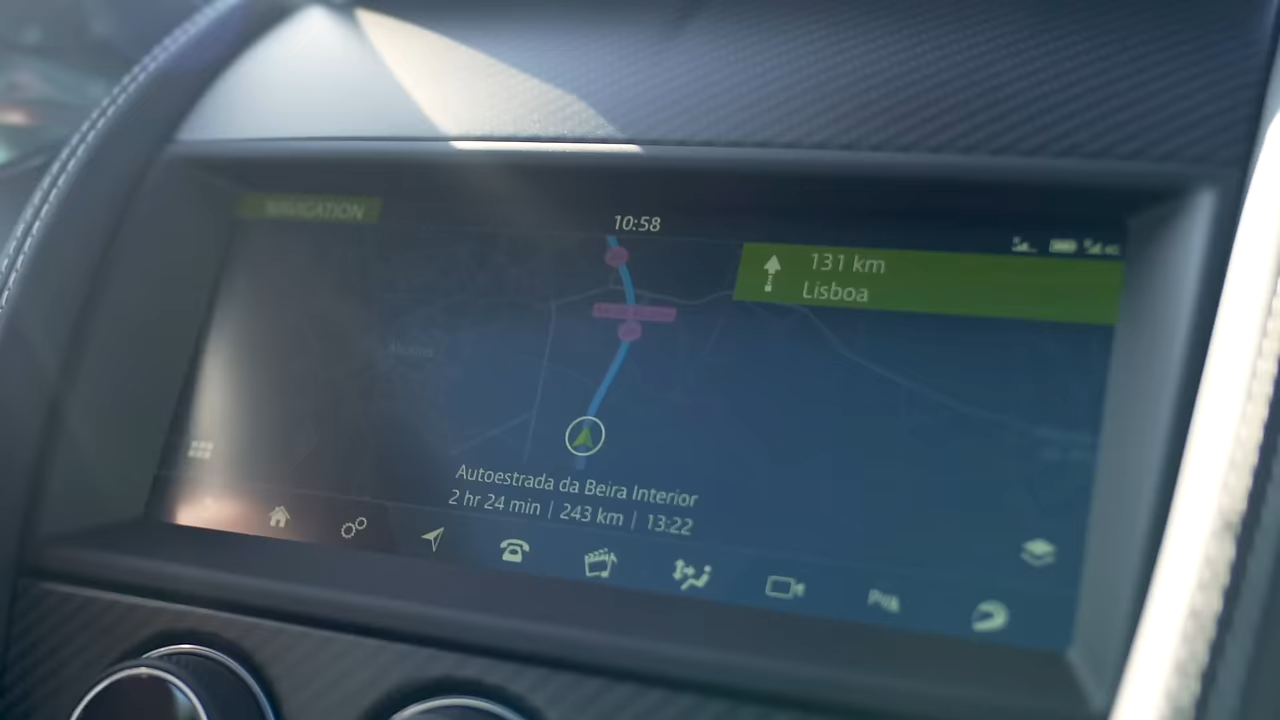 NAVIGATION
10:58
131 km
Lisboa
Autoestrada da Beira Interior
2 hr 24 min | 243 km | 13:22